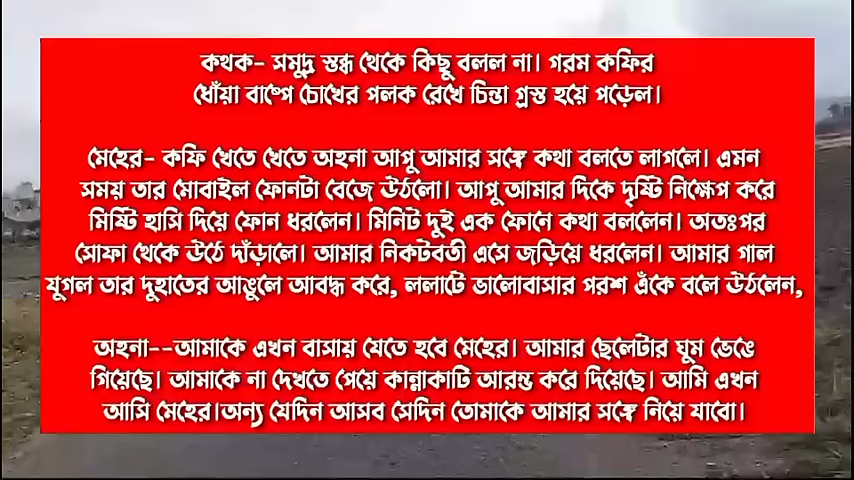 কথক- সমুদ্র স্তব্ধ থেকে কিছু বলল না। গরম কফির
ধোঁয়া বাষ্পে চোখের পলক রেখে চিন্তা গ্রস্ত হয়ে পড়েল।
মেহের- কফি খেতে খেতে অহনা আপু আমার সঙ্গে কথা বলতে লাগলে। এমন
সময় তার মোবাইল ফোনটা বেজে উঠলো। আপু আমার দিকে দৃষ্টি নিক্ষেপ করে
মিষ্টি হাসি দিয়ে ফোন ধরলেন। মিনিট দুই এক ফোনে কথা বললেন। অতঃপর
সোফা থেকে উঠে দাঁড়ালে। আমার নিকটবর্তী এসে জড়িয়ে ধরলেন। আমার গাল
যুগল তার দুহাতের আঙুলে আবদ্ধ করে, ললাটে ভালোবাসার পরশ এঁকে বলে উঠলেন,
অহনা--আমাকে এখন বাসায় যেতে হবে মেহের। আমার ছেলেটার ঘুম ভেঙে
গিয়েছে। আমাকে না দেখতে পেয়ে কান্নাকাটি আরম্ভ করে দিয়েছে। আমি এখন
আসি মেহের।অন্য যেদিন আসব সেদিন তোমাকে আমার সঙ্গে নিয়ে যাবো।